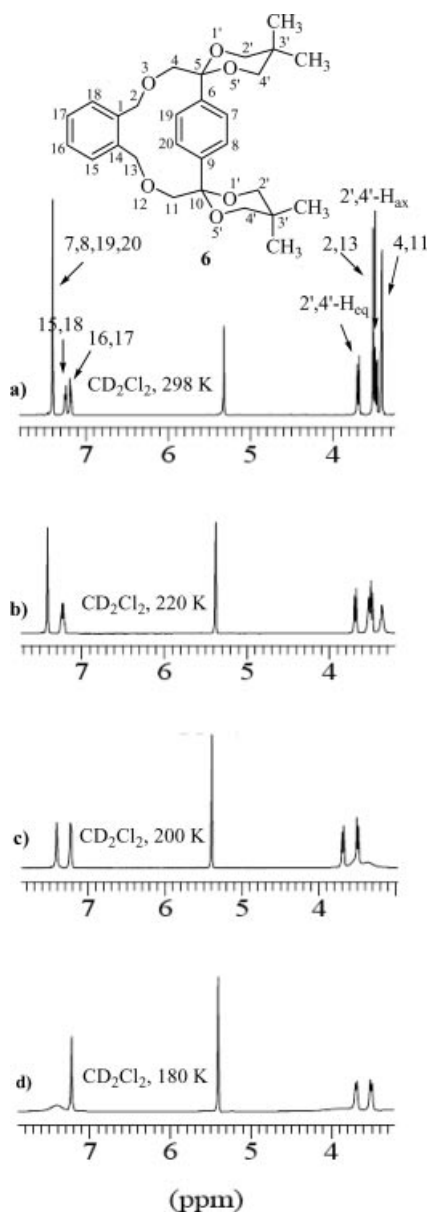 1' 2' 3' CH₃ CH₃
3 4 5 O O 5' 4'
18 2 O 6
17 1 19 7
16 14 20 8
15 13 9
O 12 11 10 O 1' 2' 3' CH₃
O 5' 4' CH₃
6
7,8,19,20
15,18
16,17
2',4'-Hax
2,13
4,11
2',4'-Heq
a) CD₂Cl₂, 298 K
7 6 5 4
b) CD₂Cl₂, 220 K
7 6 5 4
c) CD₂Cl₂, 200 K
7 6 5 4
d) CD₂Cl₂, 180 K
7 6 5 4
(ppm)